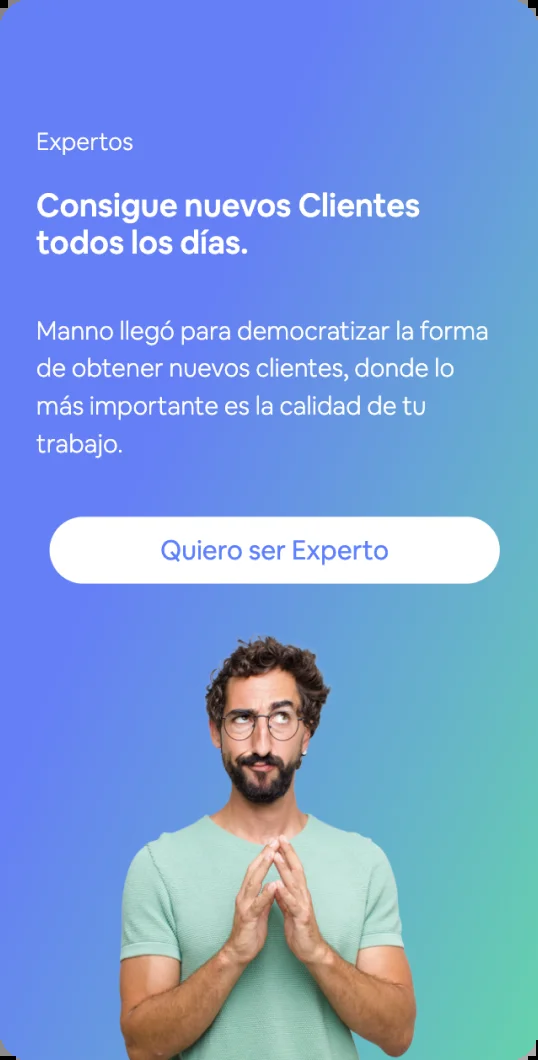 Expertos
Consigue nuevos Clientes
todos los días.
Manno llegó para democratizar la forma
de obtener nuevos clientes, donde lo
más importante es la calidad de tu
trabajo.
Quiero ser Experto